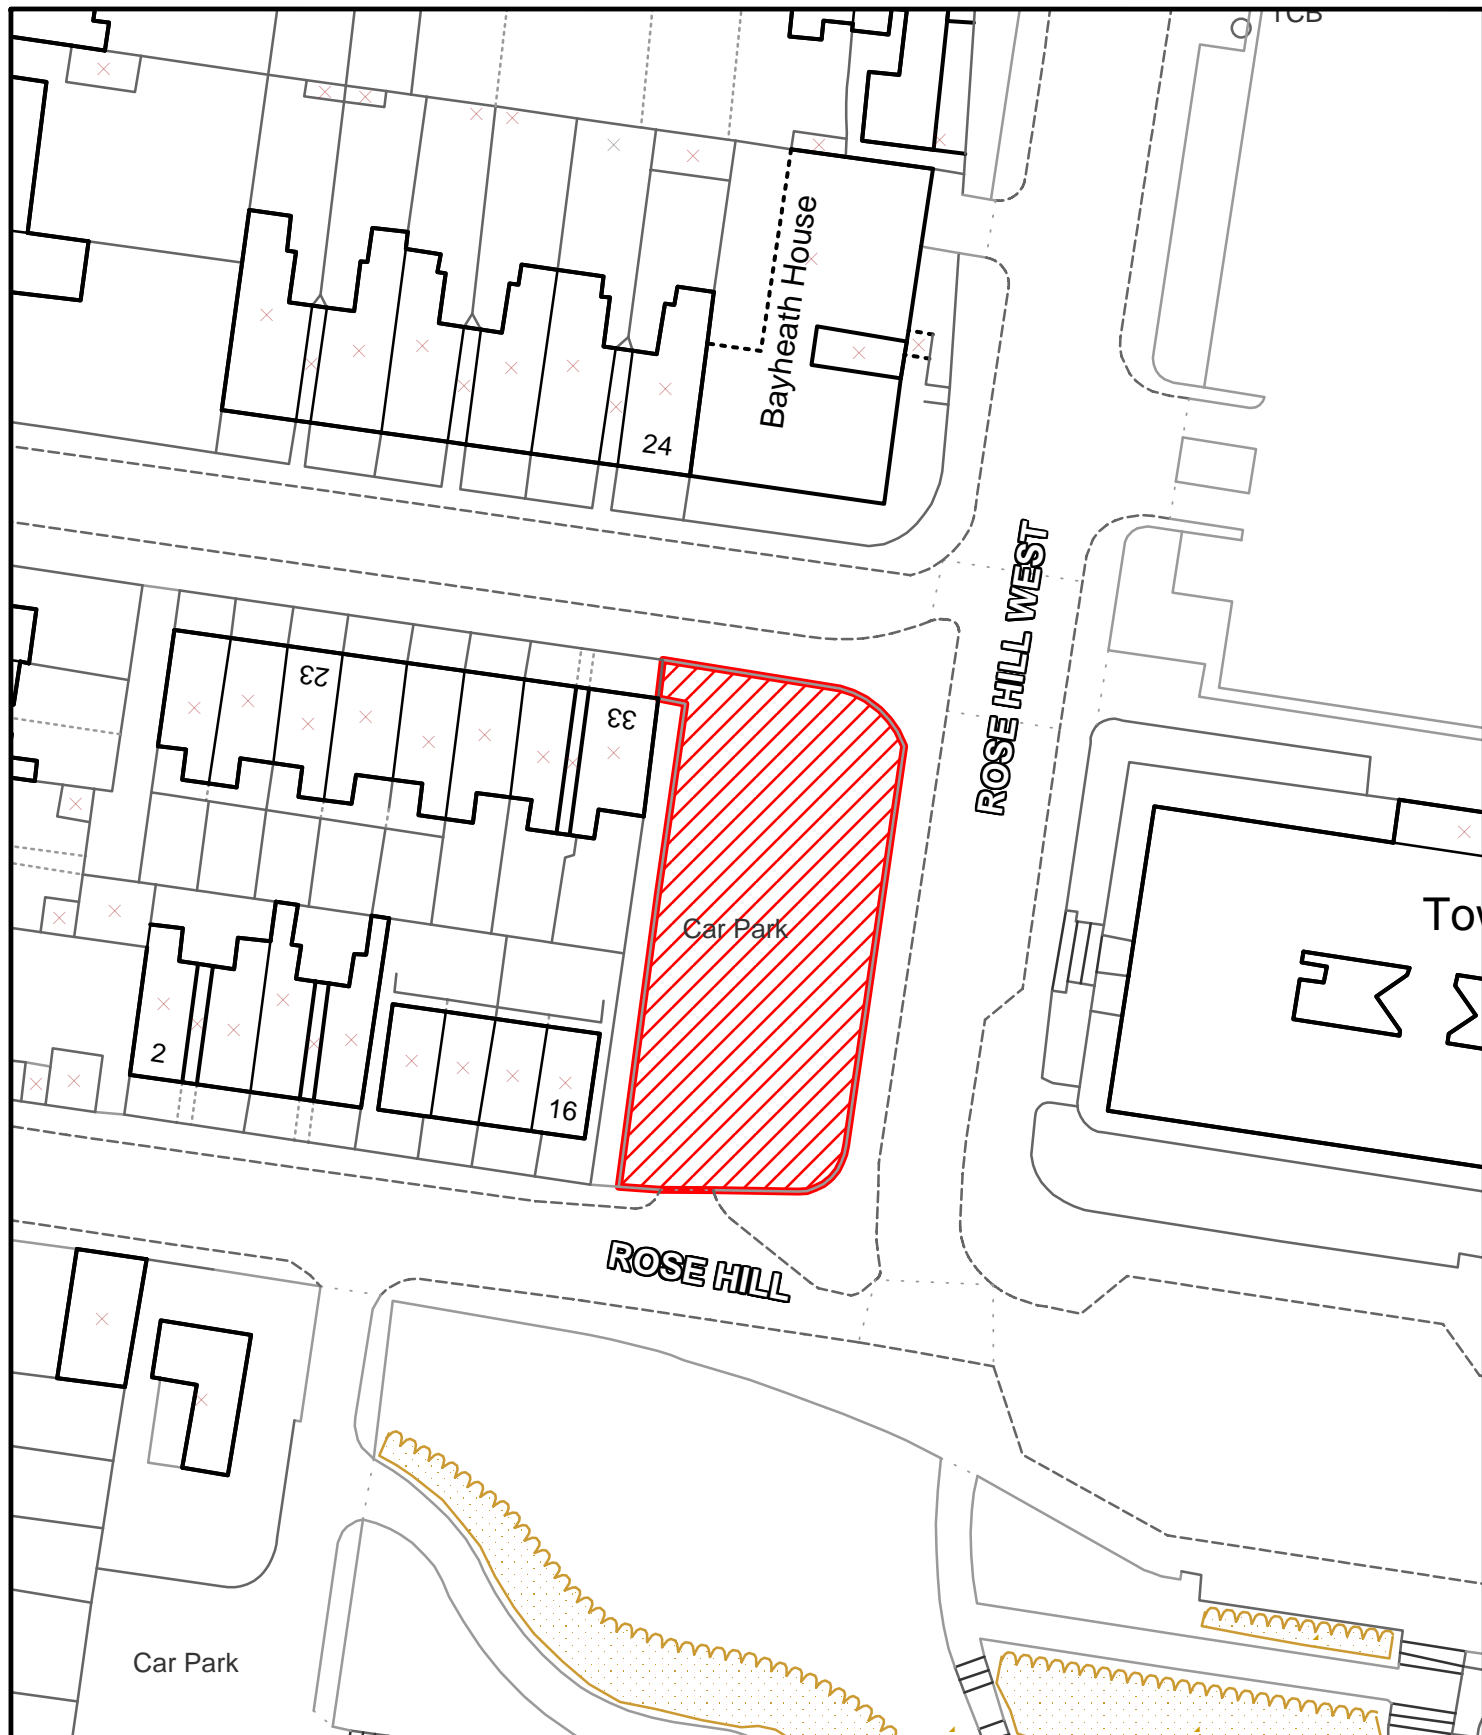 TCB
Bayheath House
24
ROSE HILL WEST
23
33
Car Park
Tow
2
16
ROSE HILL
Car Park